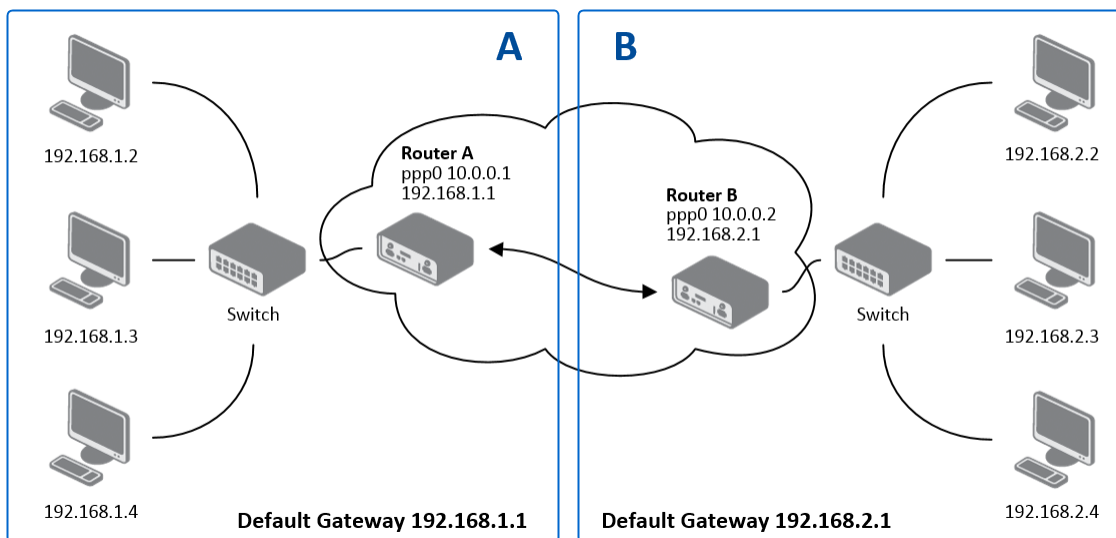 A
B
192.168.1.2
Router A
ppp0 10.0.0.1
192.168.1.1
192.168.2.2
Router B
ppp0 10.0.0.2
192.168.2.1
192.168.1.3
Switch
Switch
192.168.2.3
192.168.1.4
Default Gateway 192.168.1.1
Default Gateway 192.168.2.1
192.168.2.4